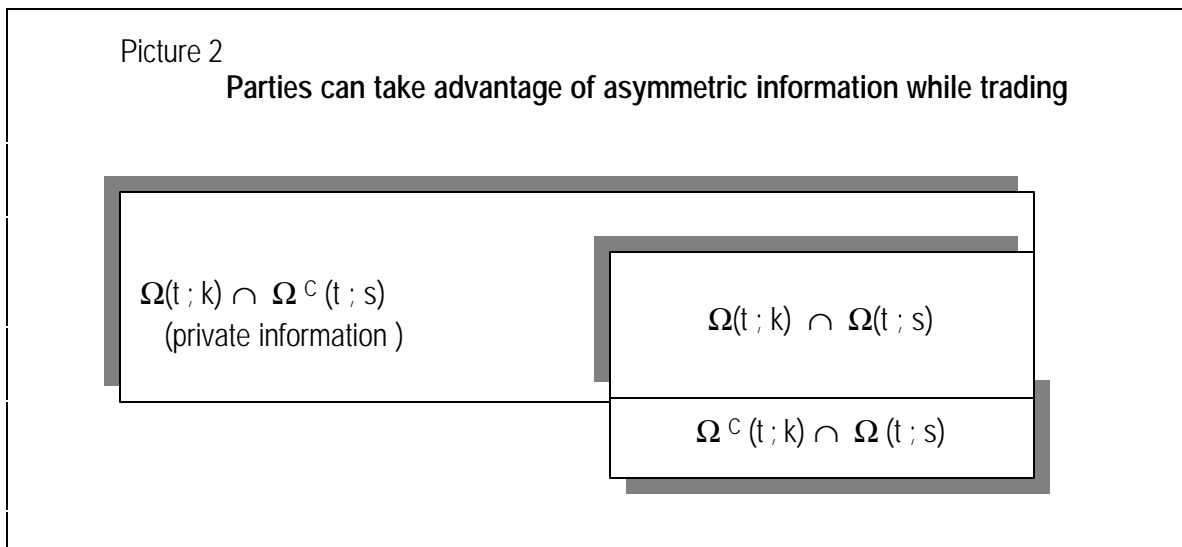 Picture 2
Parties can take advantage of asymmetric information while trading
Ω(t ; k) ∩ Ω ᶜ (t ; s)
(private information )
Ω(t ; k) ∩ Ω(t ; s)
Ω ᶜ (t ; k) ∩ Ω (t ; s)